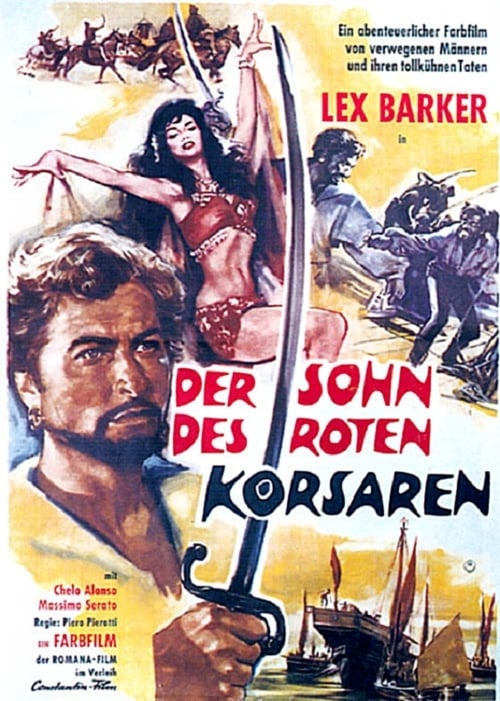 Ein abenteuerlicher Farbfilm
von verwegenen Männern
und ihren tollkühnen Taten
LEX BARKER
in
DER SOHN
DES ROTEN
KORSAREN
mit
Chelo Alonso
Massimo Serato
Regie: Piero Pierotti
EIN FARBFILM
der ROMANA-FILM
im Verleih
Constantin-Film